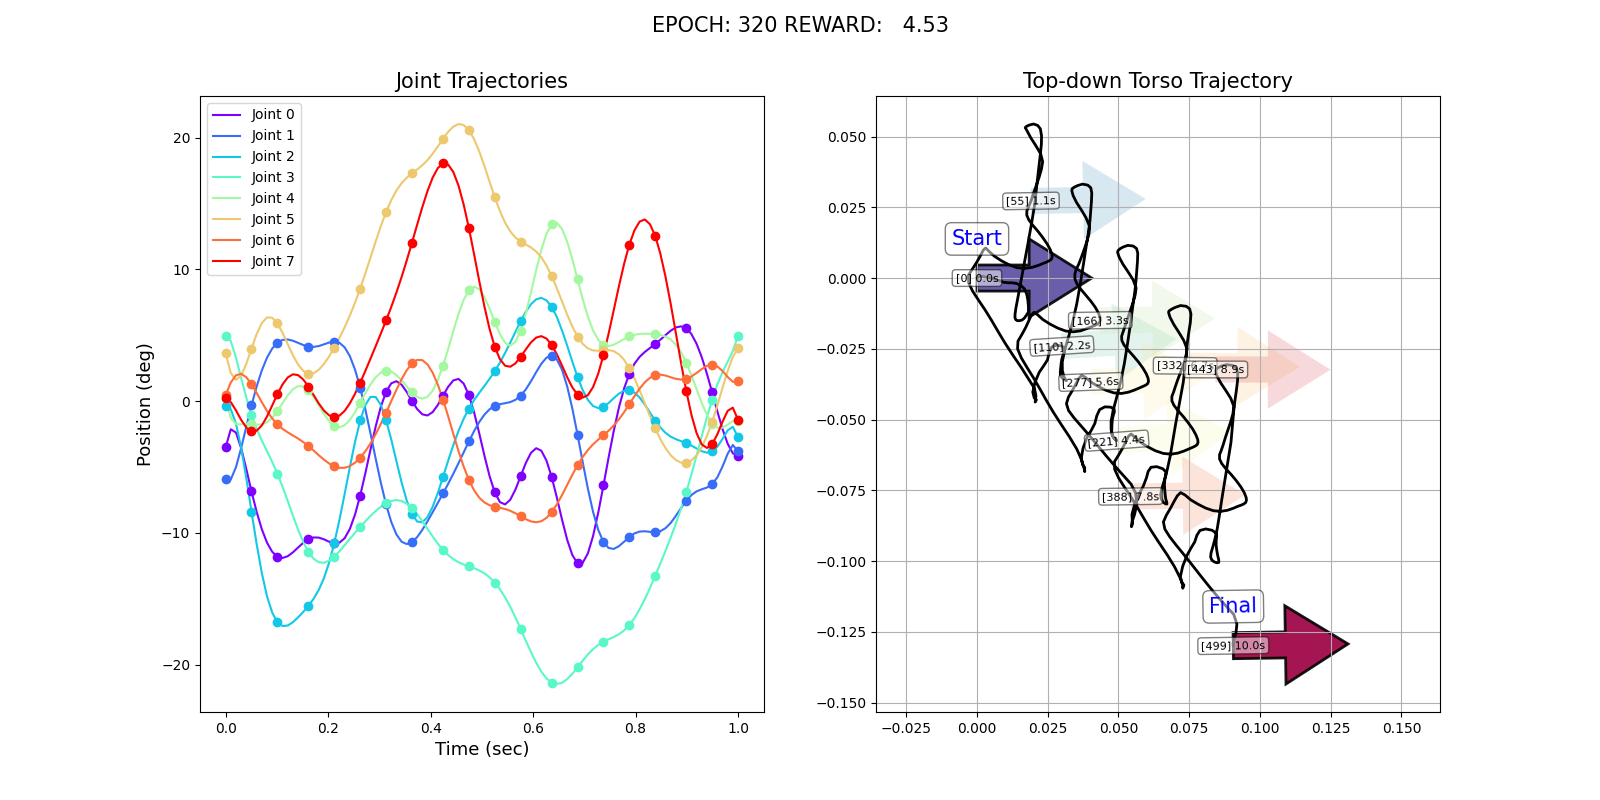 EPOCH: 320 REWARD:   4.53
Joint Trajectories
Joint 0
Joint 1
Joint 2
Joint 3
Joint 4
Joint 5
Joint 6
Joint 7
20
10
0
−10
−20
Position (deg)
0.0 0.2 0.4 0.6 0.8 1.0
Time (sec)
Top-down Torso Trajectory
0.050
0.025
0.000
−0.025
−0.050
−0.075
−0.100
−0.125
−0.150
[55] 1.1s
Start
[0] 0.0s
[166] 3.3s
[110] 2.2s
[332]
[443] 8.9s
[277] 5.6s
[221] 4.4s
[388] 7.8s
Final
[499] 10.0s
−0.025 0.000 0.025 0.050 0.075 0.100 0.125 0.150